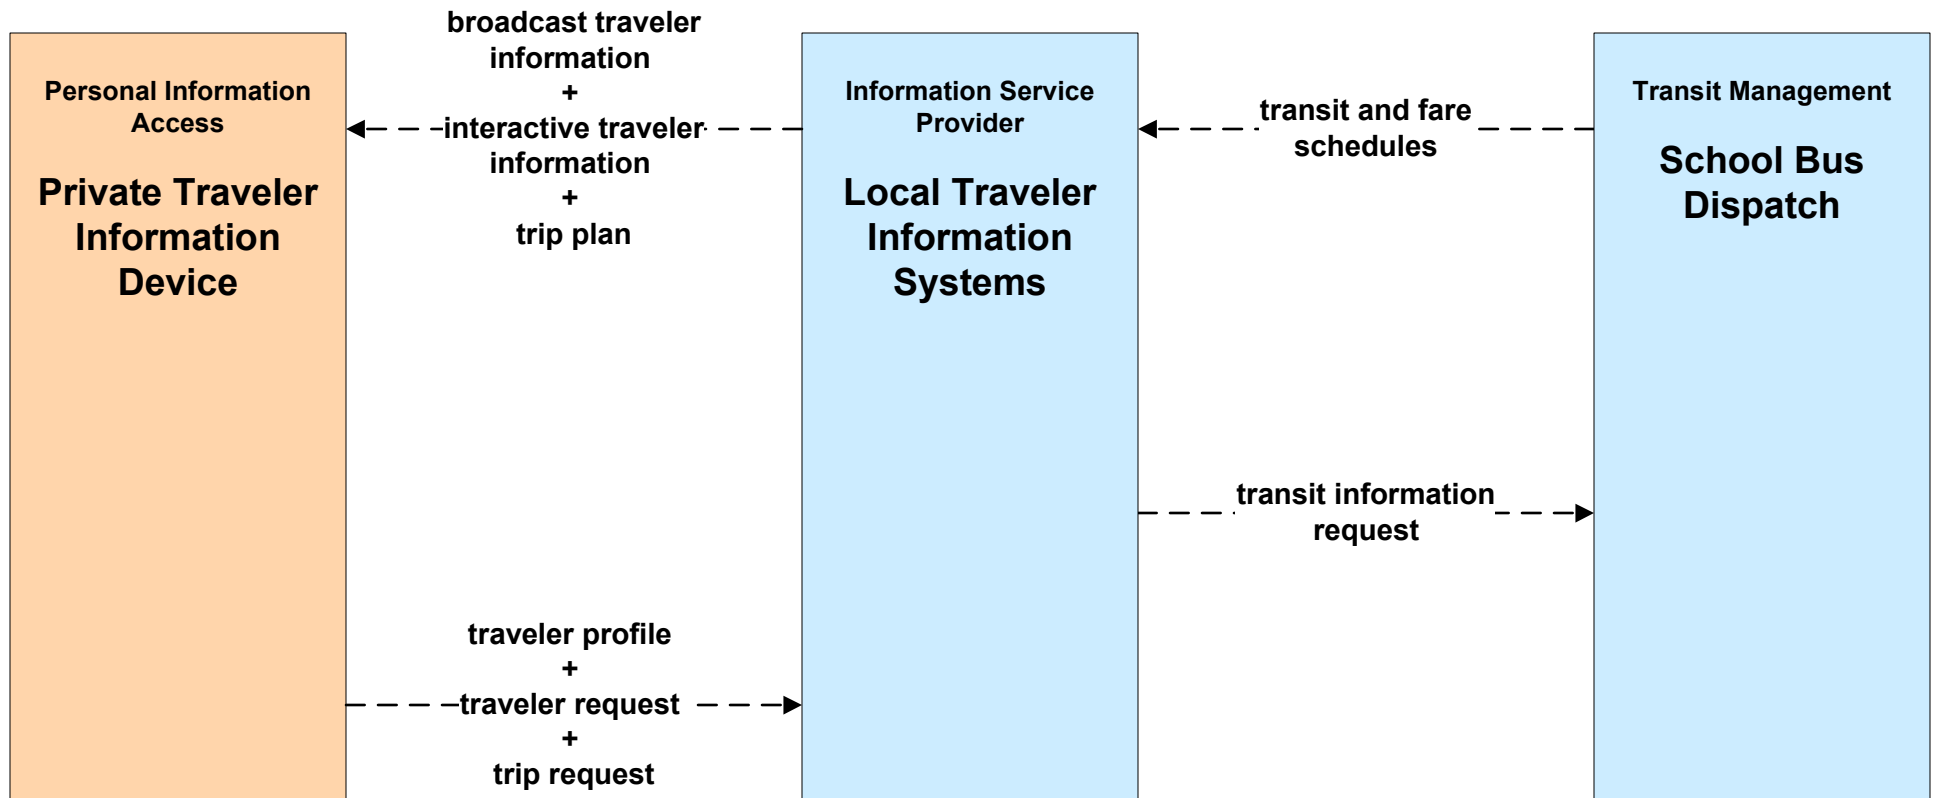 broadcast traveler
information
+
interactive traveler
information
+
trip plan
Personal Information
Access
Private Traveler
Information
Device
Information Service
Provider
Local Traveler
Information
Systems
transit and fare
schedules
Transit Management
School Bus
Dispatch
transit information
request
traveler profile
+
traveler request
+
trip request